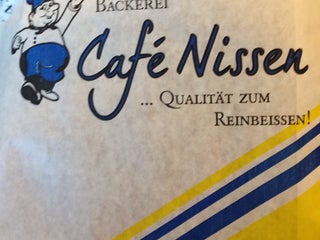 BÄCKEREI
Café Nissen
... QUALITÄT ZUM
REINBEISSEN!